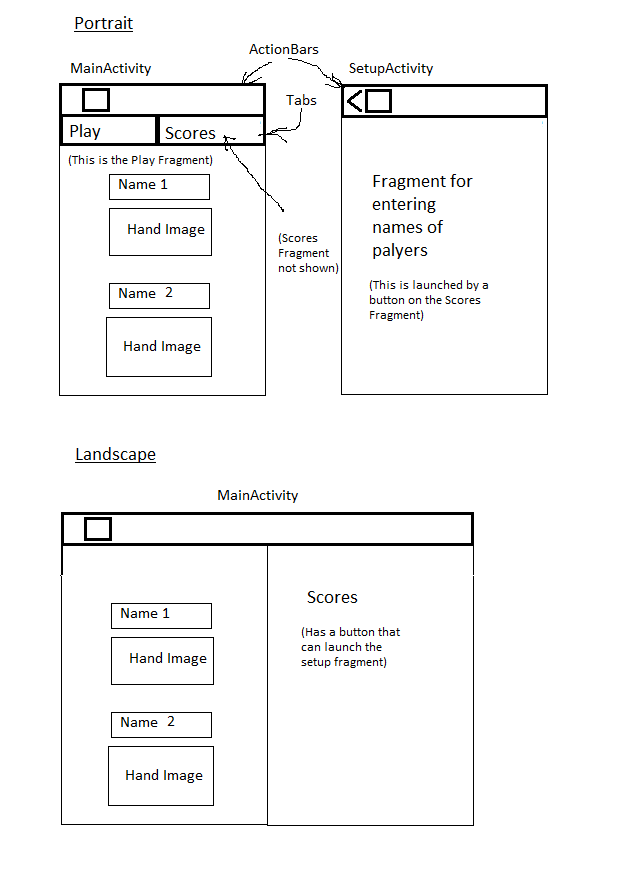 Portrait
ActionBars
MainActivity
SetupActivity
Tabs
Play
Scores
(This is the Play Fragment)
Name 1
Hand Image
Name 2
Hand Image
(Scores
Fragment
not shown)
Fragment for
entering
names of
palyers
(This is launched by a
button on the Scores
Fragment)
Landscape
MainActivity
Name 1
Hand Image
Name 2
Hand Image
Scores
(Has a button that
can launch the
setup fragment)